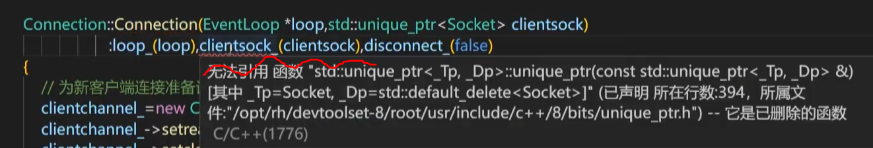 Connection::Connection(EventLoop *loop,std::unique_ptr<Socket> clientsock)
:loop_(loop),clientsock_(clientsock),disconnect_(false)
{
无法引用 函数 "std::unique_ptr<_Tp, _Dp>::unique_ptr(const std::unique_ptr<_Tp, _Dp> &)
// 为新客户端连接准备
[其中 _Tp=Socket, _Dp=std::default_delete<Socket>]" (已声明 所在行数:394，所属文
clientchannel_=new C
件:"/opt/rh/devtoolset-8/root/usr/include/c++/8/bits/unique_ptr.h") -- 它是已删除的函数
clientchannel_->setrea
C/C++(1776)